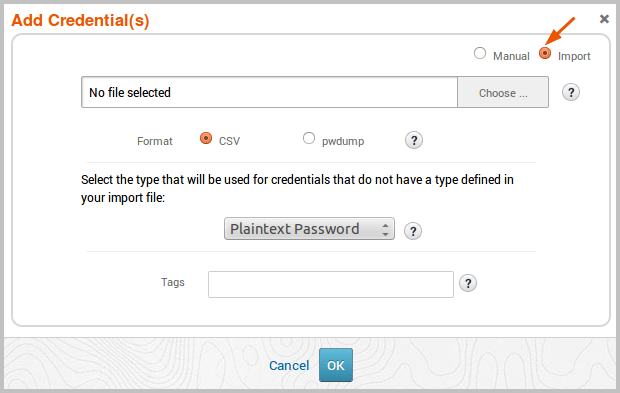 Add Credential(s)
Manual Import
No file selected Choose ... ?
Format CSV pwdump ?
Select the type that will be used for credentials that do not have a type defined in
your import file:
Plaintext Password ?
Tags ?
Cancel OK